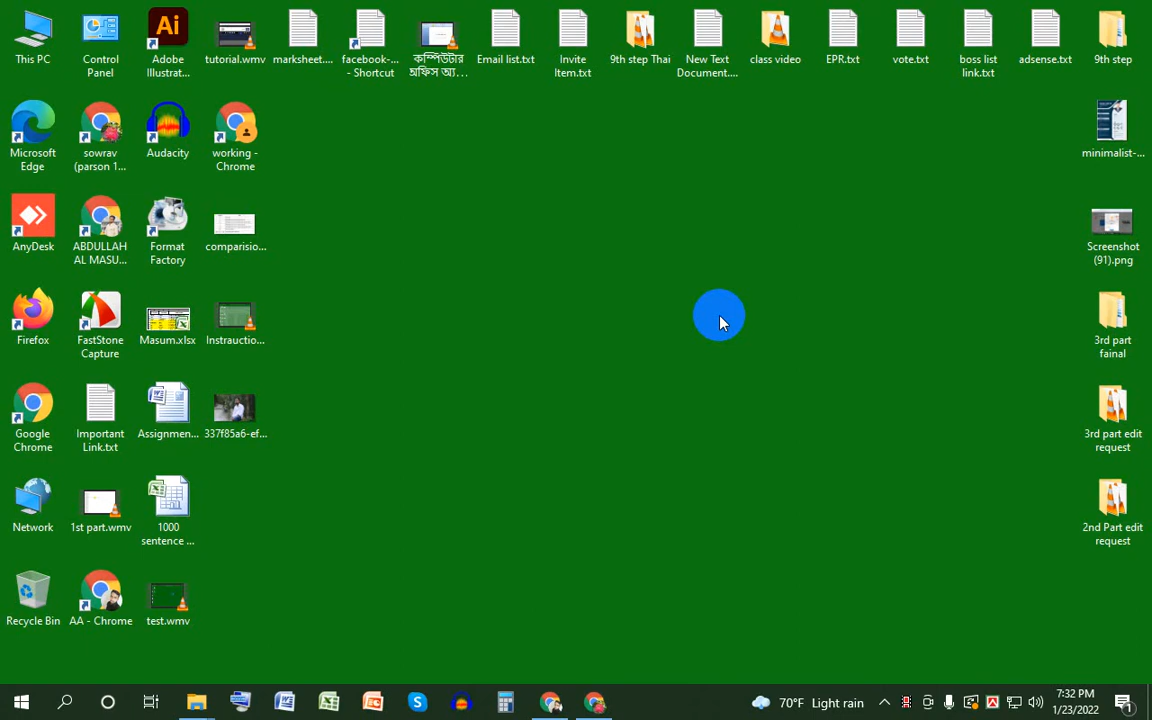 This PC
Control
Panel
Adobe
Illustrat...
tutorial.wmv
marksheet....
facebook-...
- Shortcut
কম্পিউটার
অফিস অ্য...
Email list.txt
Invite
Item.txt
9th step Thai
New Text
Document....
class video
EPR.txt
vote.txt
boss list
link.txt
adsense.txt
9th step
Microsoft
Edge
sowrav
(parson 1...
Audacity
working -
Chrome
minimalist-...
AnyDesk
ABDULLAH
AL MASU...
Format
Factory
comparisio...
Screenshot
(91).png
Firefox
FastStone
Capture
Masum.xlsx
Instrauctio...
3rd part
fainal
Google
Chrome
Important
Link.txt
Assignmen...
337f85a6-ef...
3rd part edit
request
Network
1st part.wmv
1000
sentence ...
2nd Part edit
request
Recycle Bin
AA - Chrome
test.wmv
70°F Light rain
7:32 PM
1/23/2022
1